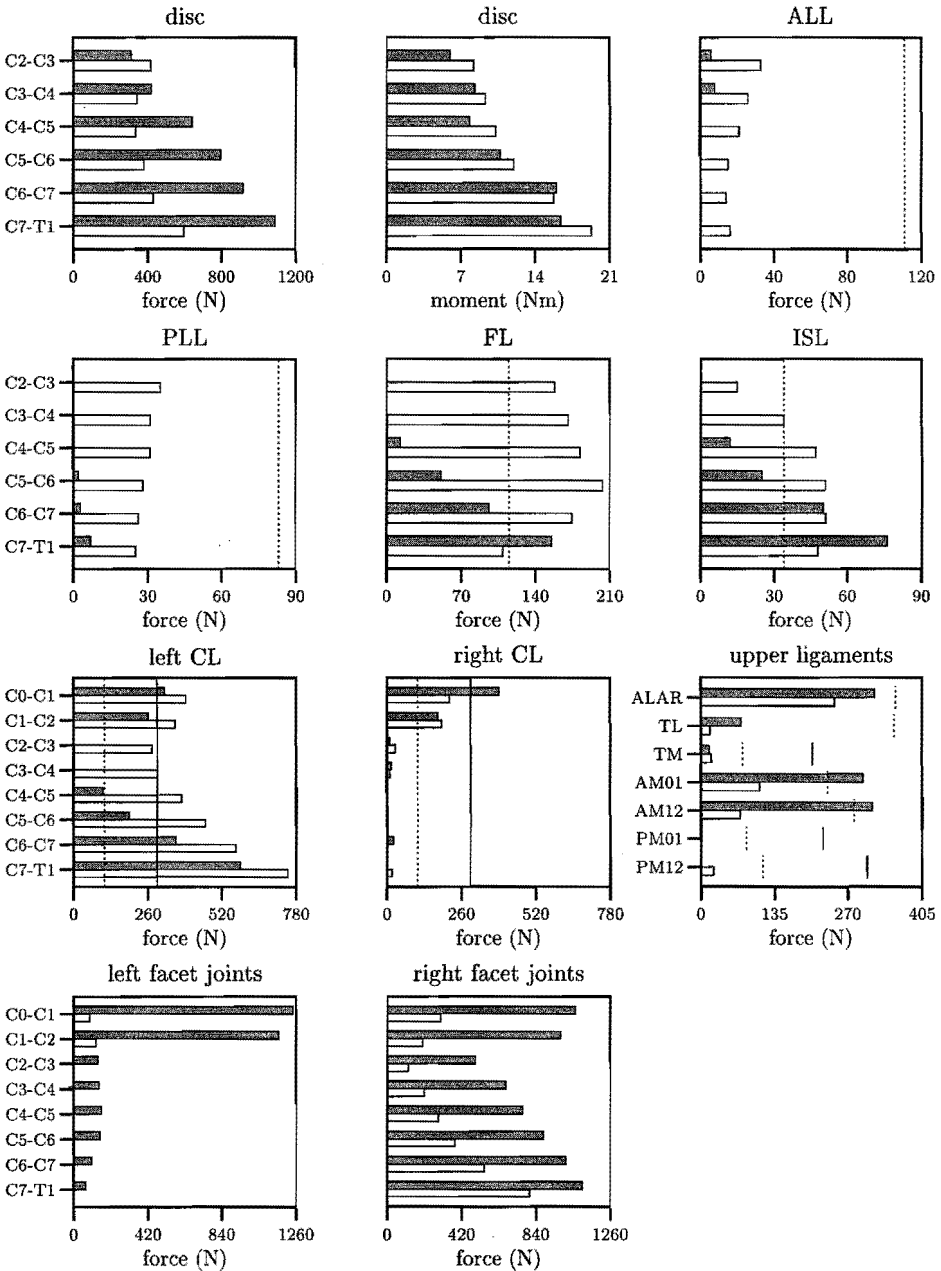 disc
C2-C3
C3-C4
C4-C5
C5-C6
C6-C7
C7-T1
0 400 800 1200
force (N)
disc
0 7 14 21
moment (Nm)
ALL
0 40 80 120
force (N)
PLL
C2-C3
C3-C4
C4-C5
C5-C6
C6-C7
C7-T1
0 30 60 90
force (N)
FL
0 70 140 210
force (N)
ISL
0 30 60 90
force (N)
left CL
C0-C1
C1-C2
C2-C3
C3-C4
C4-C5
C5-C6
C6-C7
C7-T1
0 260 520 780
force (N)
right CL
0 260 520 780
force (N)
upper ligaments
ALAR
TL
TM
AM01
AM12
PM01
PM12
0 135 270 405
force (N)
left facet joints
C0-C1
C1-C2
C2-C3
C3-C4
C4-C5
C5-C6
C6-C7
C7-T1
0 420 840 1260
force (N)
right facet joints
0 420 840 1260
force (N)